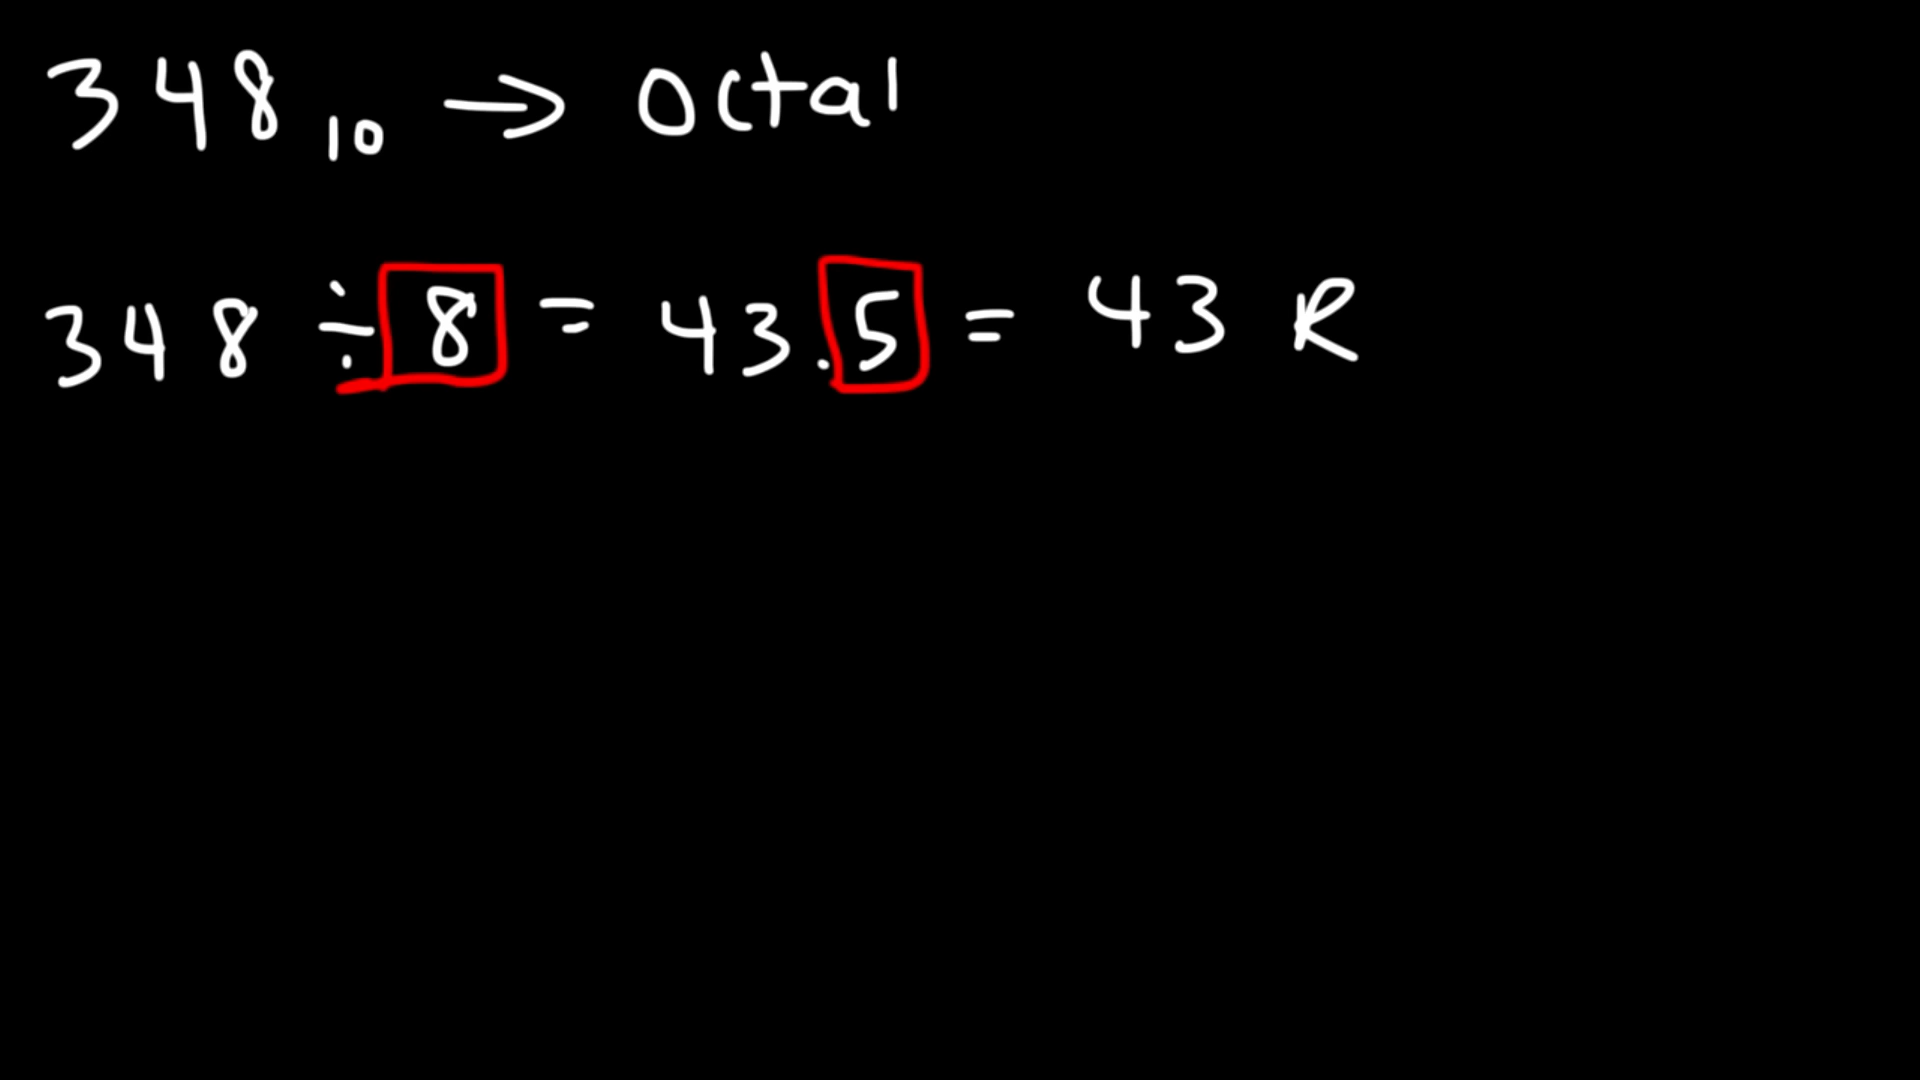 348₁₀ → Octal
348 ÷ 8 = 43.5 = 43 R